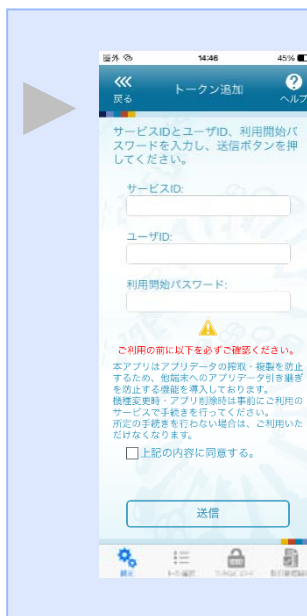 圏外 14:46 45%
戻る トークン追加 ヘルプ
サービスIDとユーザID、利用開始パ
スワードを入力し、送信ボタンを押
してください。
サービスID:
ユーザID:
利用開始パスワード:
ご利用の前に以下を必ずご確認ください。
本アプリはアプリデータの搾取・複製を防止
するため、他端末へのアプリデータ引き継ぎ
を防止する機能を導入しております。
機種変更時・アプリ削除時は事前にご利用の
サービスで手続きを行ってください。
所定の手続きを行わない場合は、ご利用いた
だけなくなります。
上記の内容に同意する。
送信